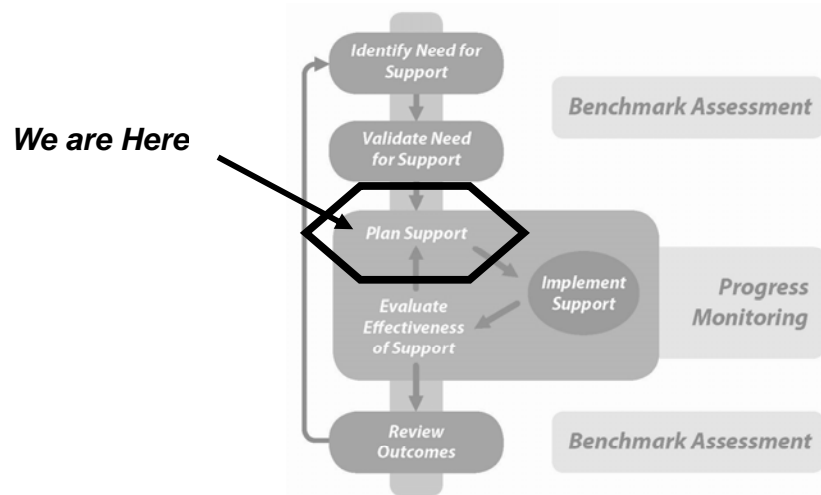 Identify Need for
Support
Benchmark Assessment
We are Here
Validate Need
for Support
Plan Support
Implement
Support
Progress
Monitoring
Evaluate
Effectiveness
of Support
Review
Outcomes
Benchmark Assessment